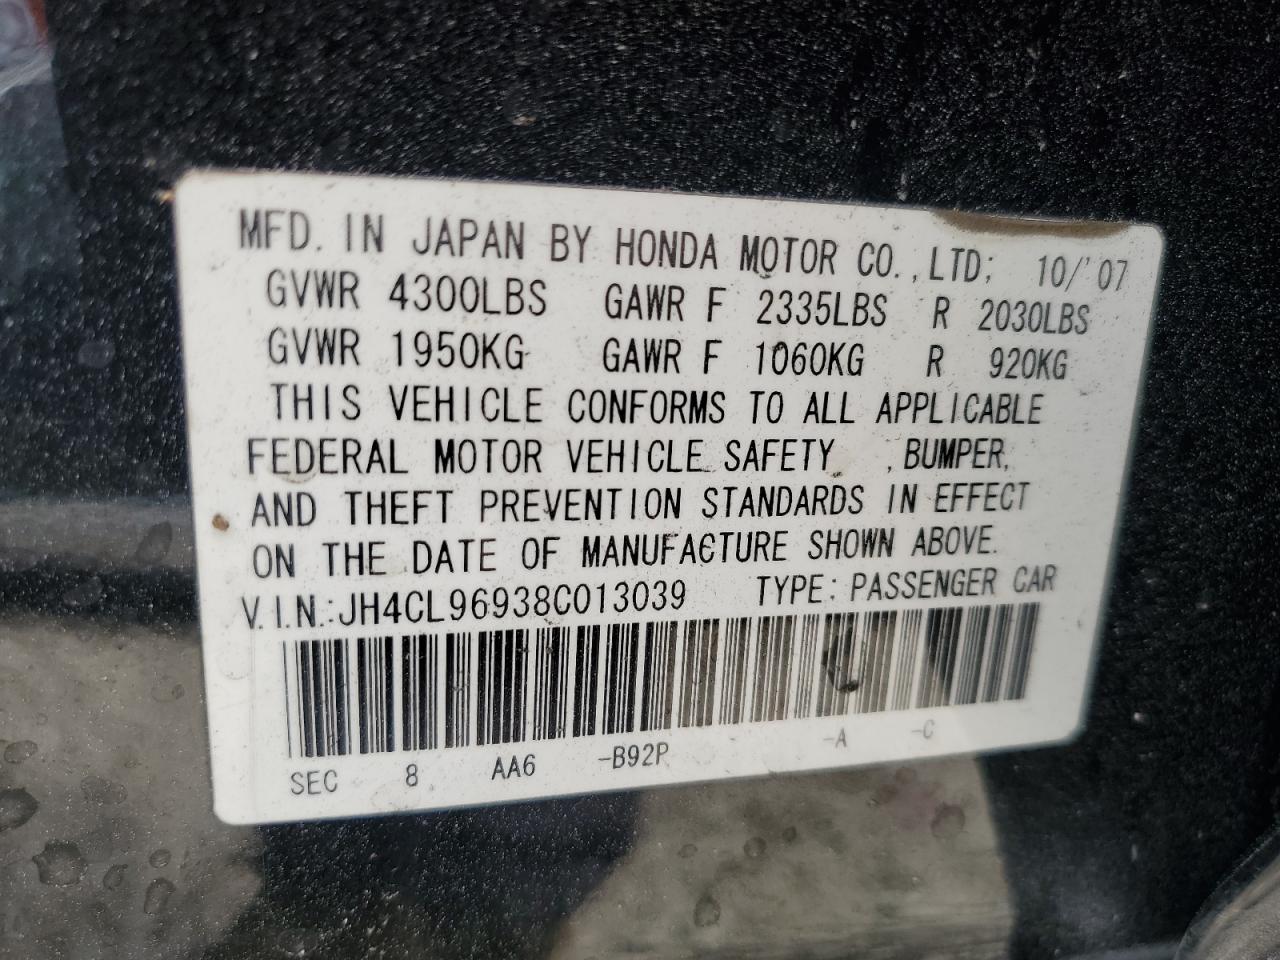 MFD. IN JAPAN BY HONDA MOTOR CO.,LTD; 10/'07
GVWR 4300LBS GAWR F 2335LBS R 2030LBS
GVWR 1950KG GAWR F 1060KG R 920KG
THIS VEHICLE CONFORMS TO ALL APPLICABLE
FEDERAL MOTOR VEHICLE SAFETY , BUMPER,
AND THEFT PREVENTION STANDARDS IN EFFECT
ON THE DATE OF MANUFACTURE SHOWN ABOVE.
V.I.N.:JH4CL96938C013039 TYPE:PASSENGER CAR
SEC 8 AA6 -B92P -A -C